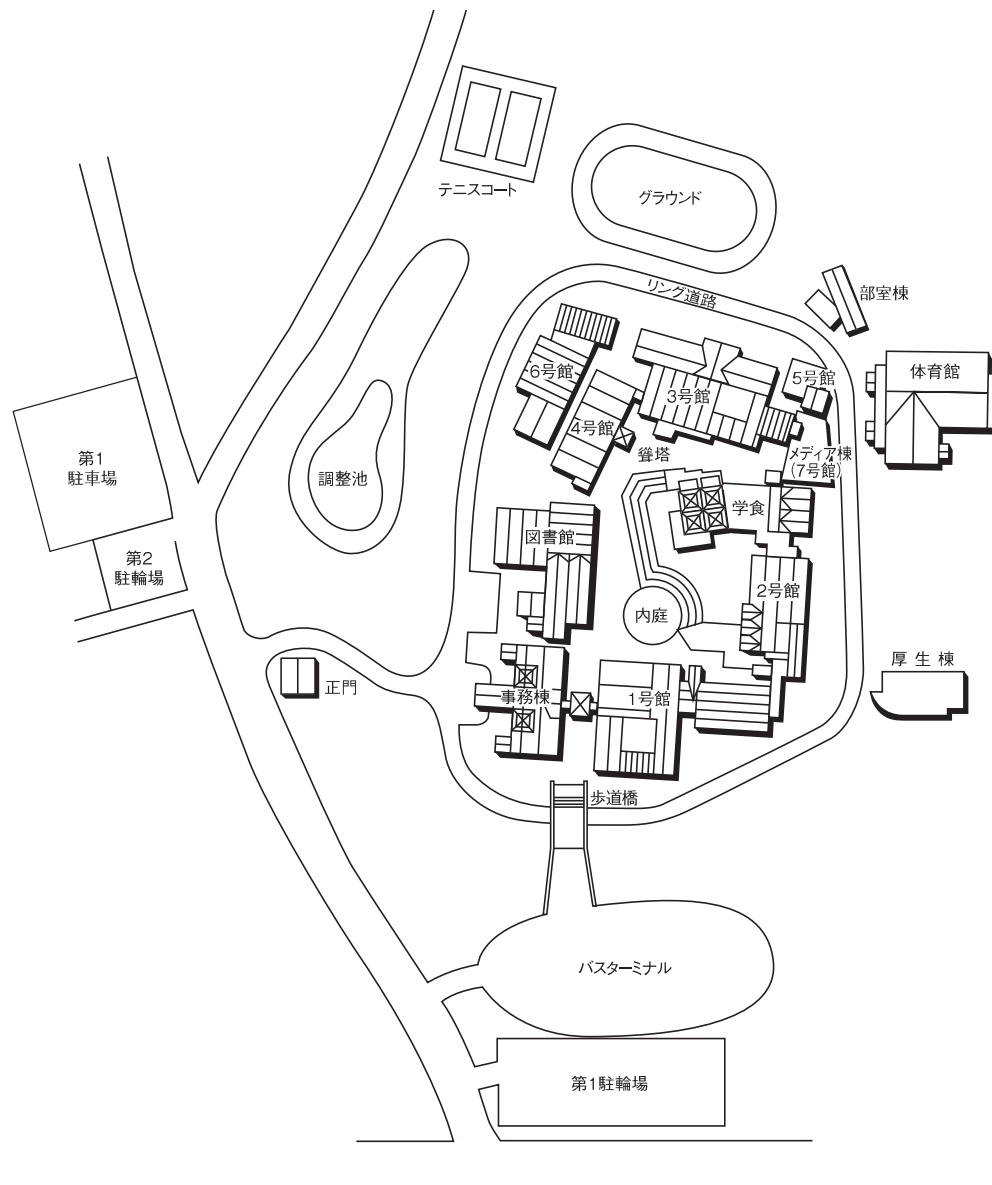 テニスコート
グラウンド
リング道路
部室棟
6号館
3号館
5号館
体育館
4号館
聳塔
メディア棟
(7号館)
第1
駐車場
調整池
学食
図書館
第2
駐輪場
2号館
内庭
厚生棟
正門
事務棟
1号館
歩道橋
バスターミナル
第1駐輪場